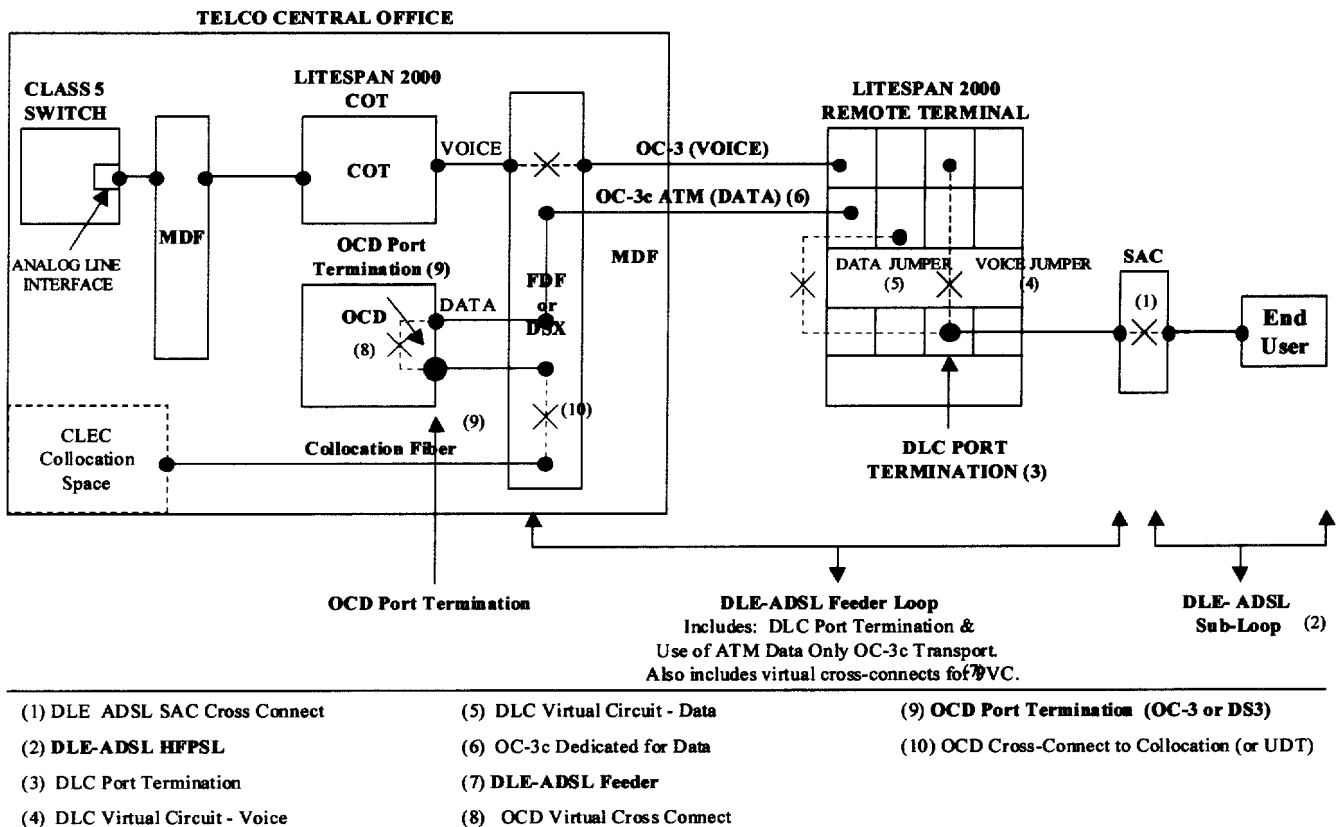 TELCO CENTRAL OFFICE
CLASS 5
SWITCH
LITESPAN 2000
COT
LITESPAN 2000
REMOTE TERMINAL
VOICE
OC-3 (VOICE)
COT
OC-3c ATM (DATA) (6)
MDF
OCD Port
Termination (9)
MDF
ANALOG LINE
INTERFACE
DATA
FDF
or
DSX
DATA JUMPER
(5)
VOICE JUMPER
(4)
SAC
(1)
End
User
OCD
(8)
(9)
(10)
CLEC
Collocation
Space
Collocation Fiber
DLC PORT
TERMINATION (3)
OCD Port Termination
DLE-ADSL Feeder Loop
Includes: DLC Port Termination &
Use of ATM Data Only OC-3c Transport.
Also includes virtual cross-connects for PVC.
(7)
DLE- ADSL
Sub-Loop (2)
(1) DLE ADSL SAC Cross Connect
(2) DLE-ADSL HFPSL
(3) DLC Port Termination
(4) DLC Virtual Circuit - Voice
(5) DLC Virtual Circuit - Data
(6) OC-3c Dedicated for Data
(7) DLE-ADSL Feeder
(8) OCD Virtual Cross Connect
(9) OCD Port Termination (OC-3 or DS3)
(10) OCD Cross-Connect to Collocation (or UDT)